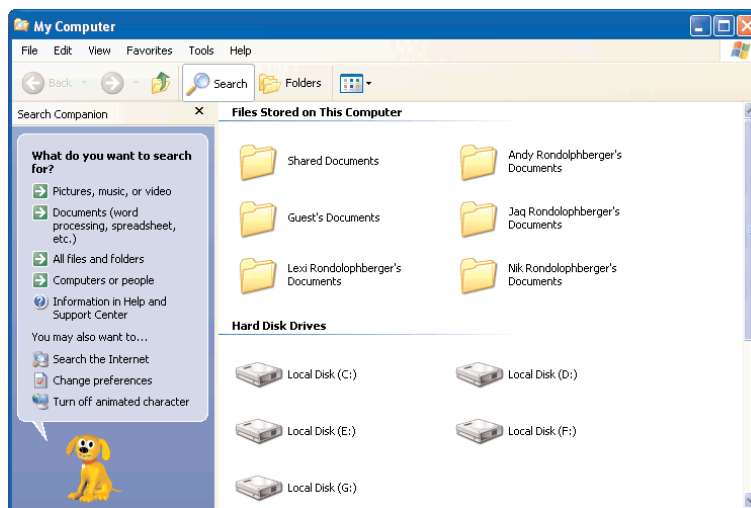 My Computer
File Edit View Favorites Tools Help
Back Search Folders
Search Companion
What do you want to search
for?
Pictures, music, or video
Documents (word
processing, spreadsheet,
etc.)
All files and folders
Computers or people
Information in Help and
Support Center
You may also want to...
Search the Internet
Change preferences
Turn off animated character
Files Stored on This Computer
Shared Documents
Andy Rondolphberger's
Documents
Guest's Documents
Jaq Rondolophberger's
Documents
Lexi Rondolophberger's
Documents
Nik Rondolophberger's
Documents
Hard Disk Drives
Local Disk (C:)
Local Disk (D:)
Local Disk (E:)
Local Disk (F:)
Local Disk (G:)